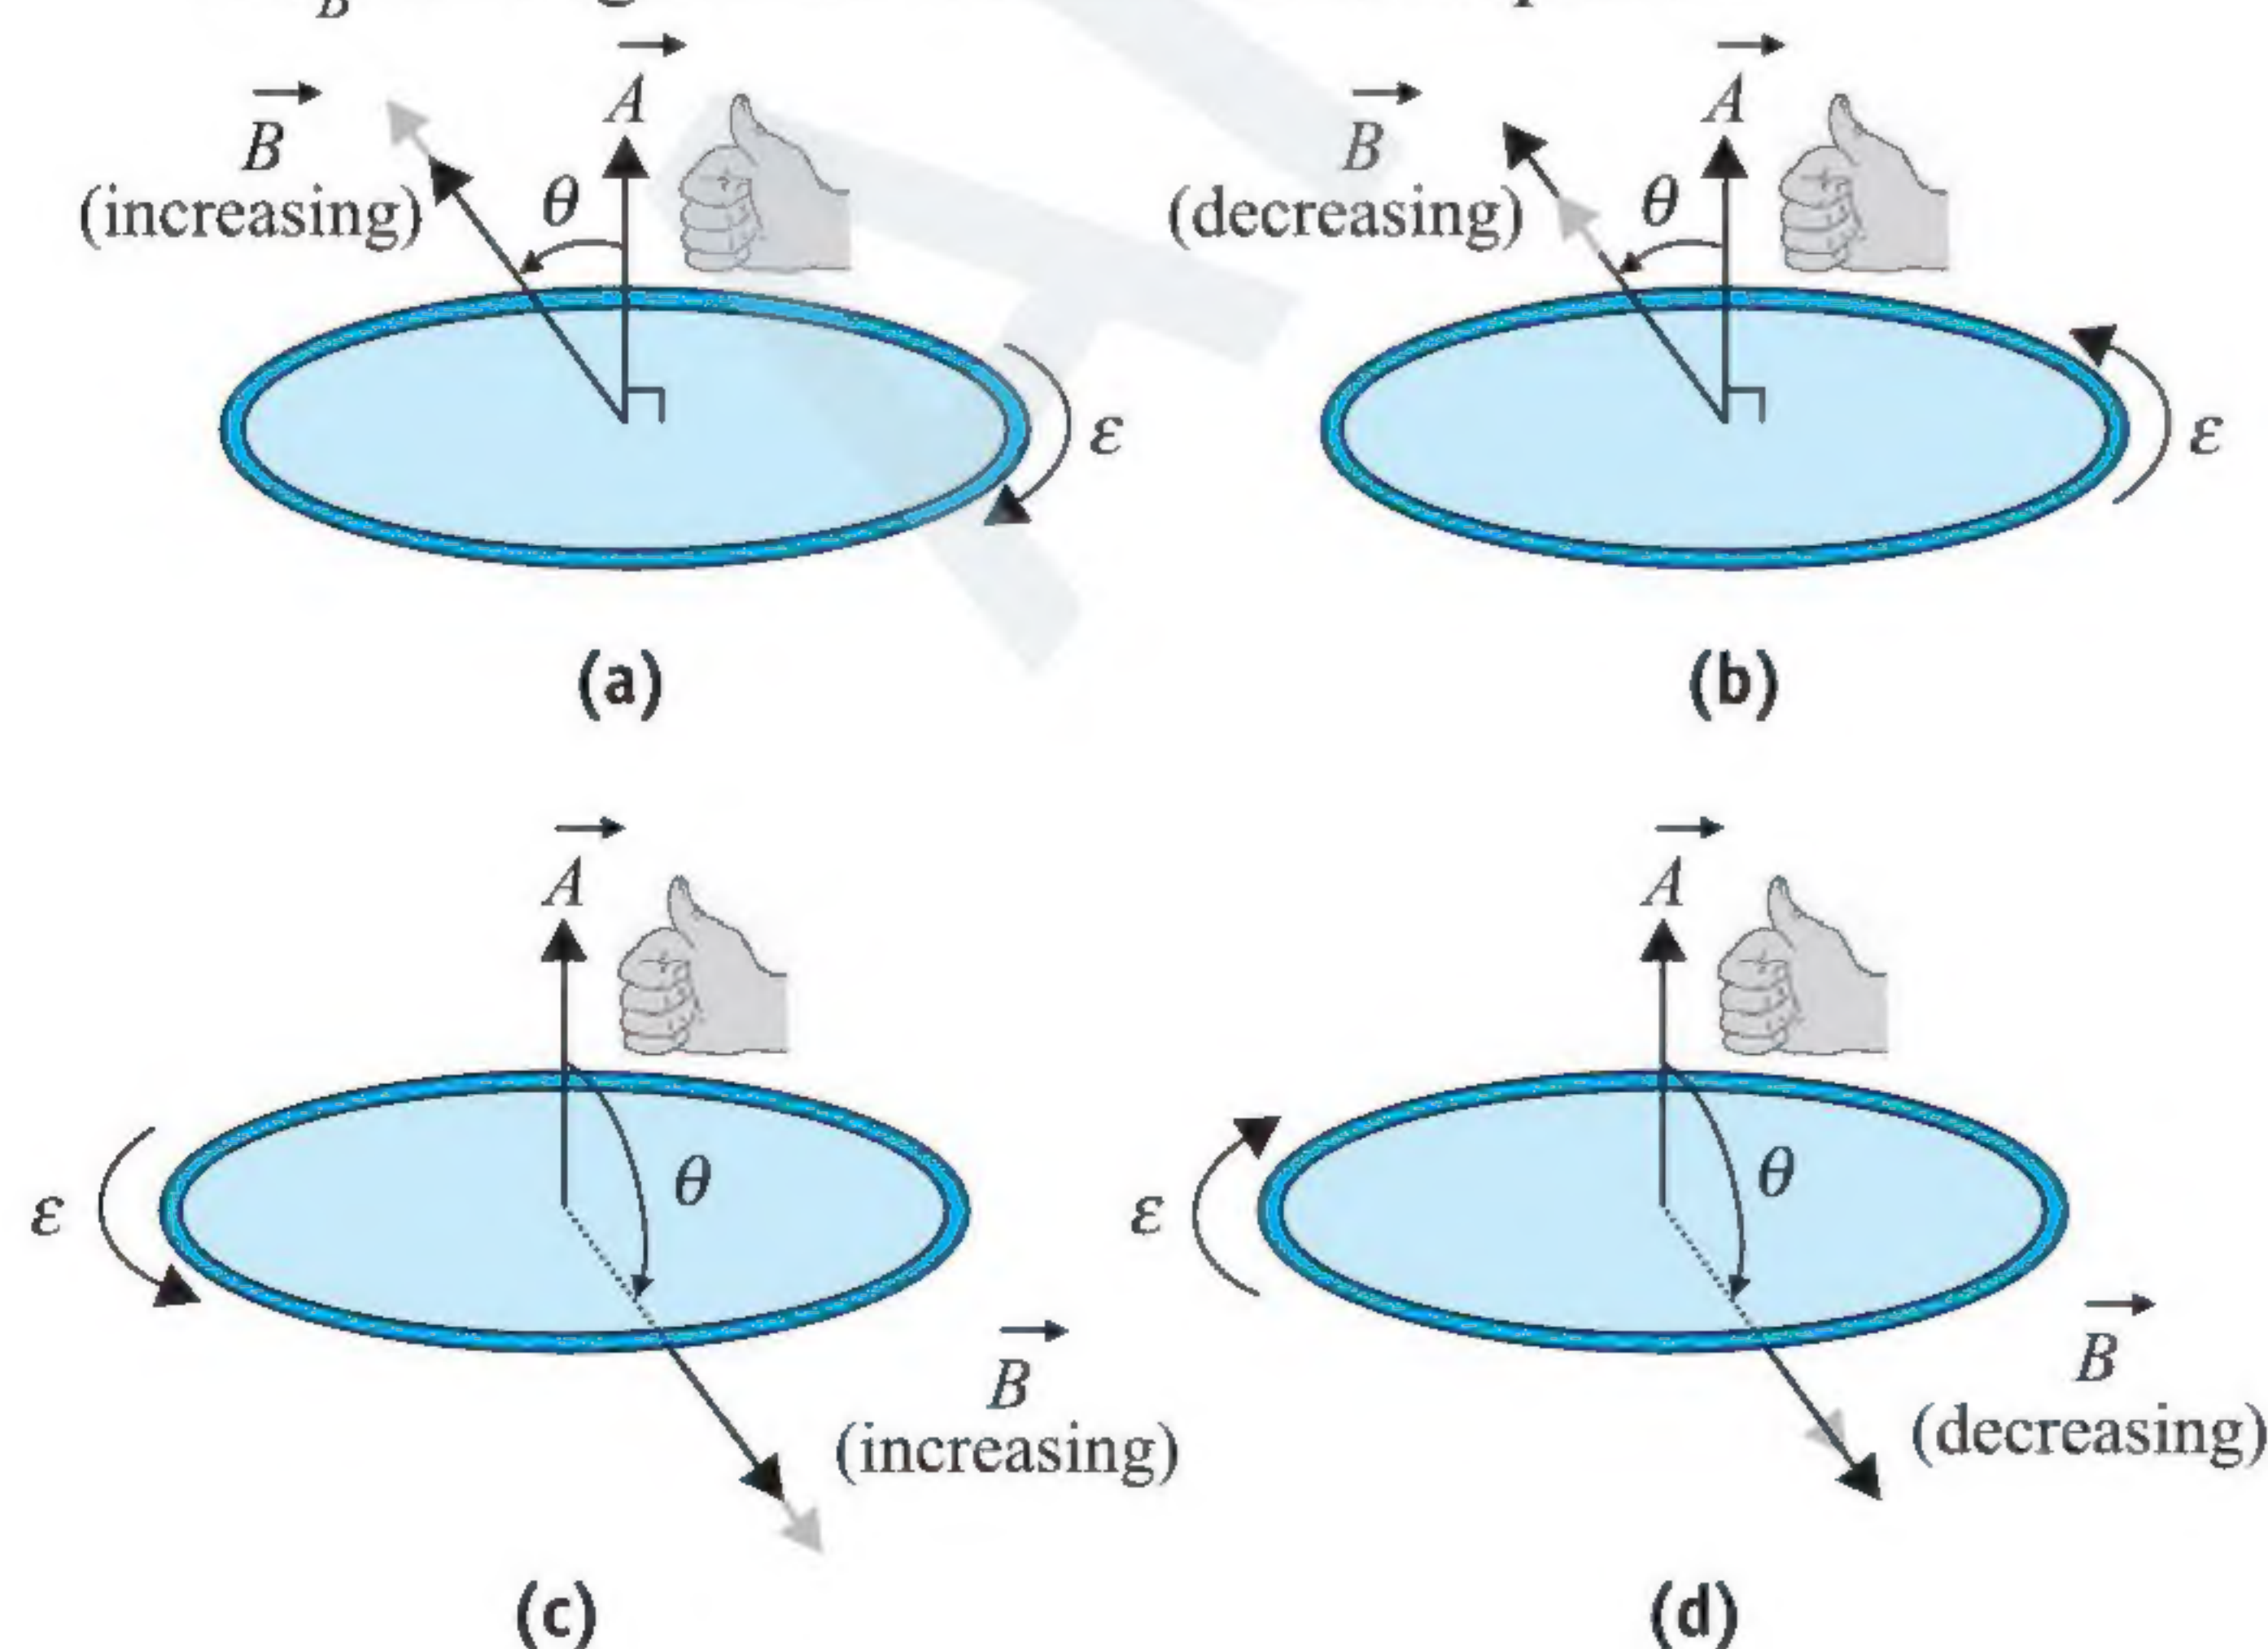 B
A
B
(increasing)
θ
ε
(a)
A
B
(decreasing)
θ
ε
(b)
A
θ
ε
B
(increasing)
(c)
A
θ
ε
B
(decreasing)
(d)